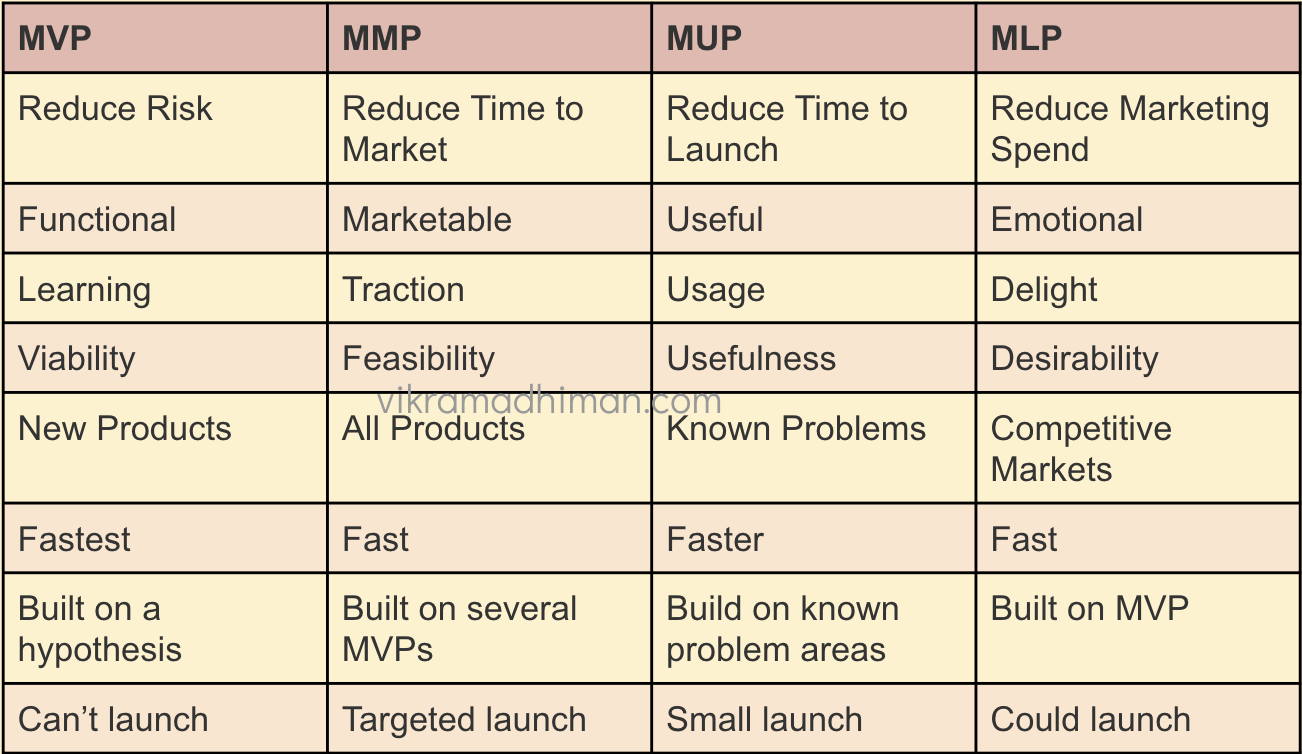 MVP MMP MUP MLP
Reduce Risk Reduce Time to Reduce Time to Reduce Marketing
Market Launch Spend
Functional Marketable Useful Emotional
Learning Traction Usage Delight
Viability Feasibility Usefulness Desirability
vikramadhiman.com
New Products All Products Known Problems Competitive
Markets
Fastest Fast Faster Fast
Built on a Built on several Build on known Built on MVP
hypothesis MVPs problem areas
Can’t launch Targeted launch Small launch Could launch